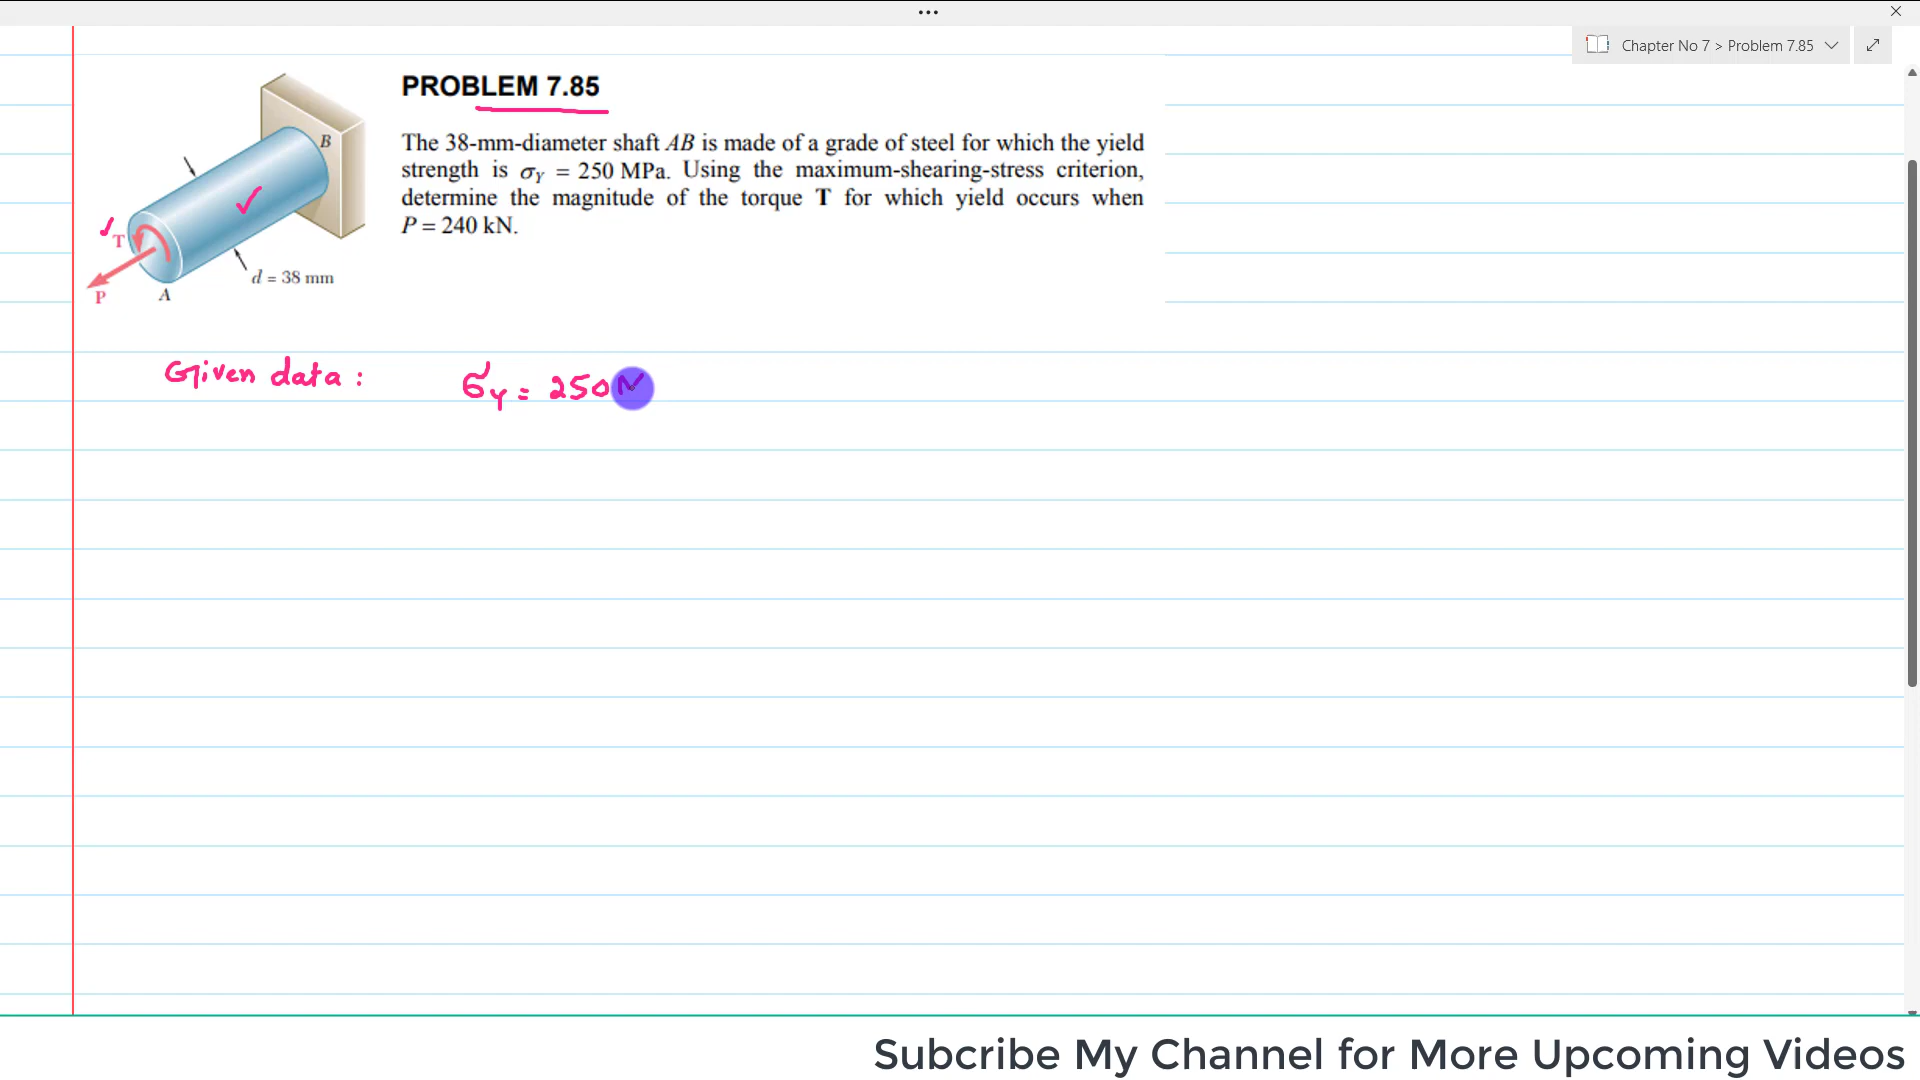 Chapter No 7 > Problem 7.85
PROBLEM 7.85
The 38-mm-diameter shaft AB is made of a grade of steel for which the yield
strength is σY = 250 MPa. Using the maximum-shearing-stress criterion,
determine the magnitude of the torque T for which yield occurs when
P = 240 kN.
B
T
P
A
d = 38 mm
Given data : σY = 250 M
Subcribe My Channel for More Upcoming Videos